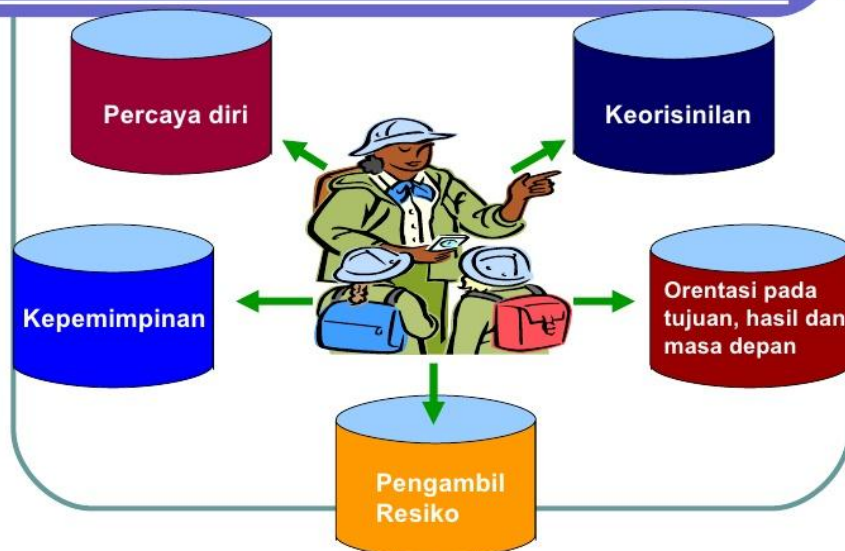 Percaya diri
Keorisinilan
Kepemimpinan
Orentasi pada
tujuan, hasil dan
masa depan
Pengambil
Resiko